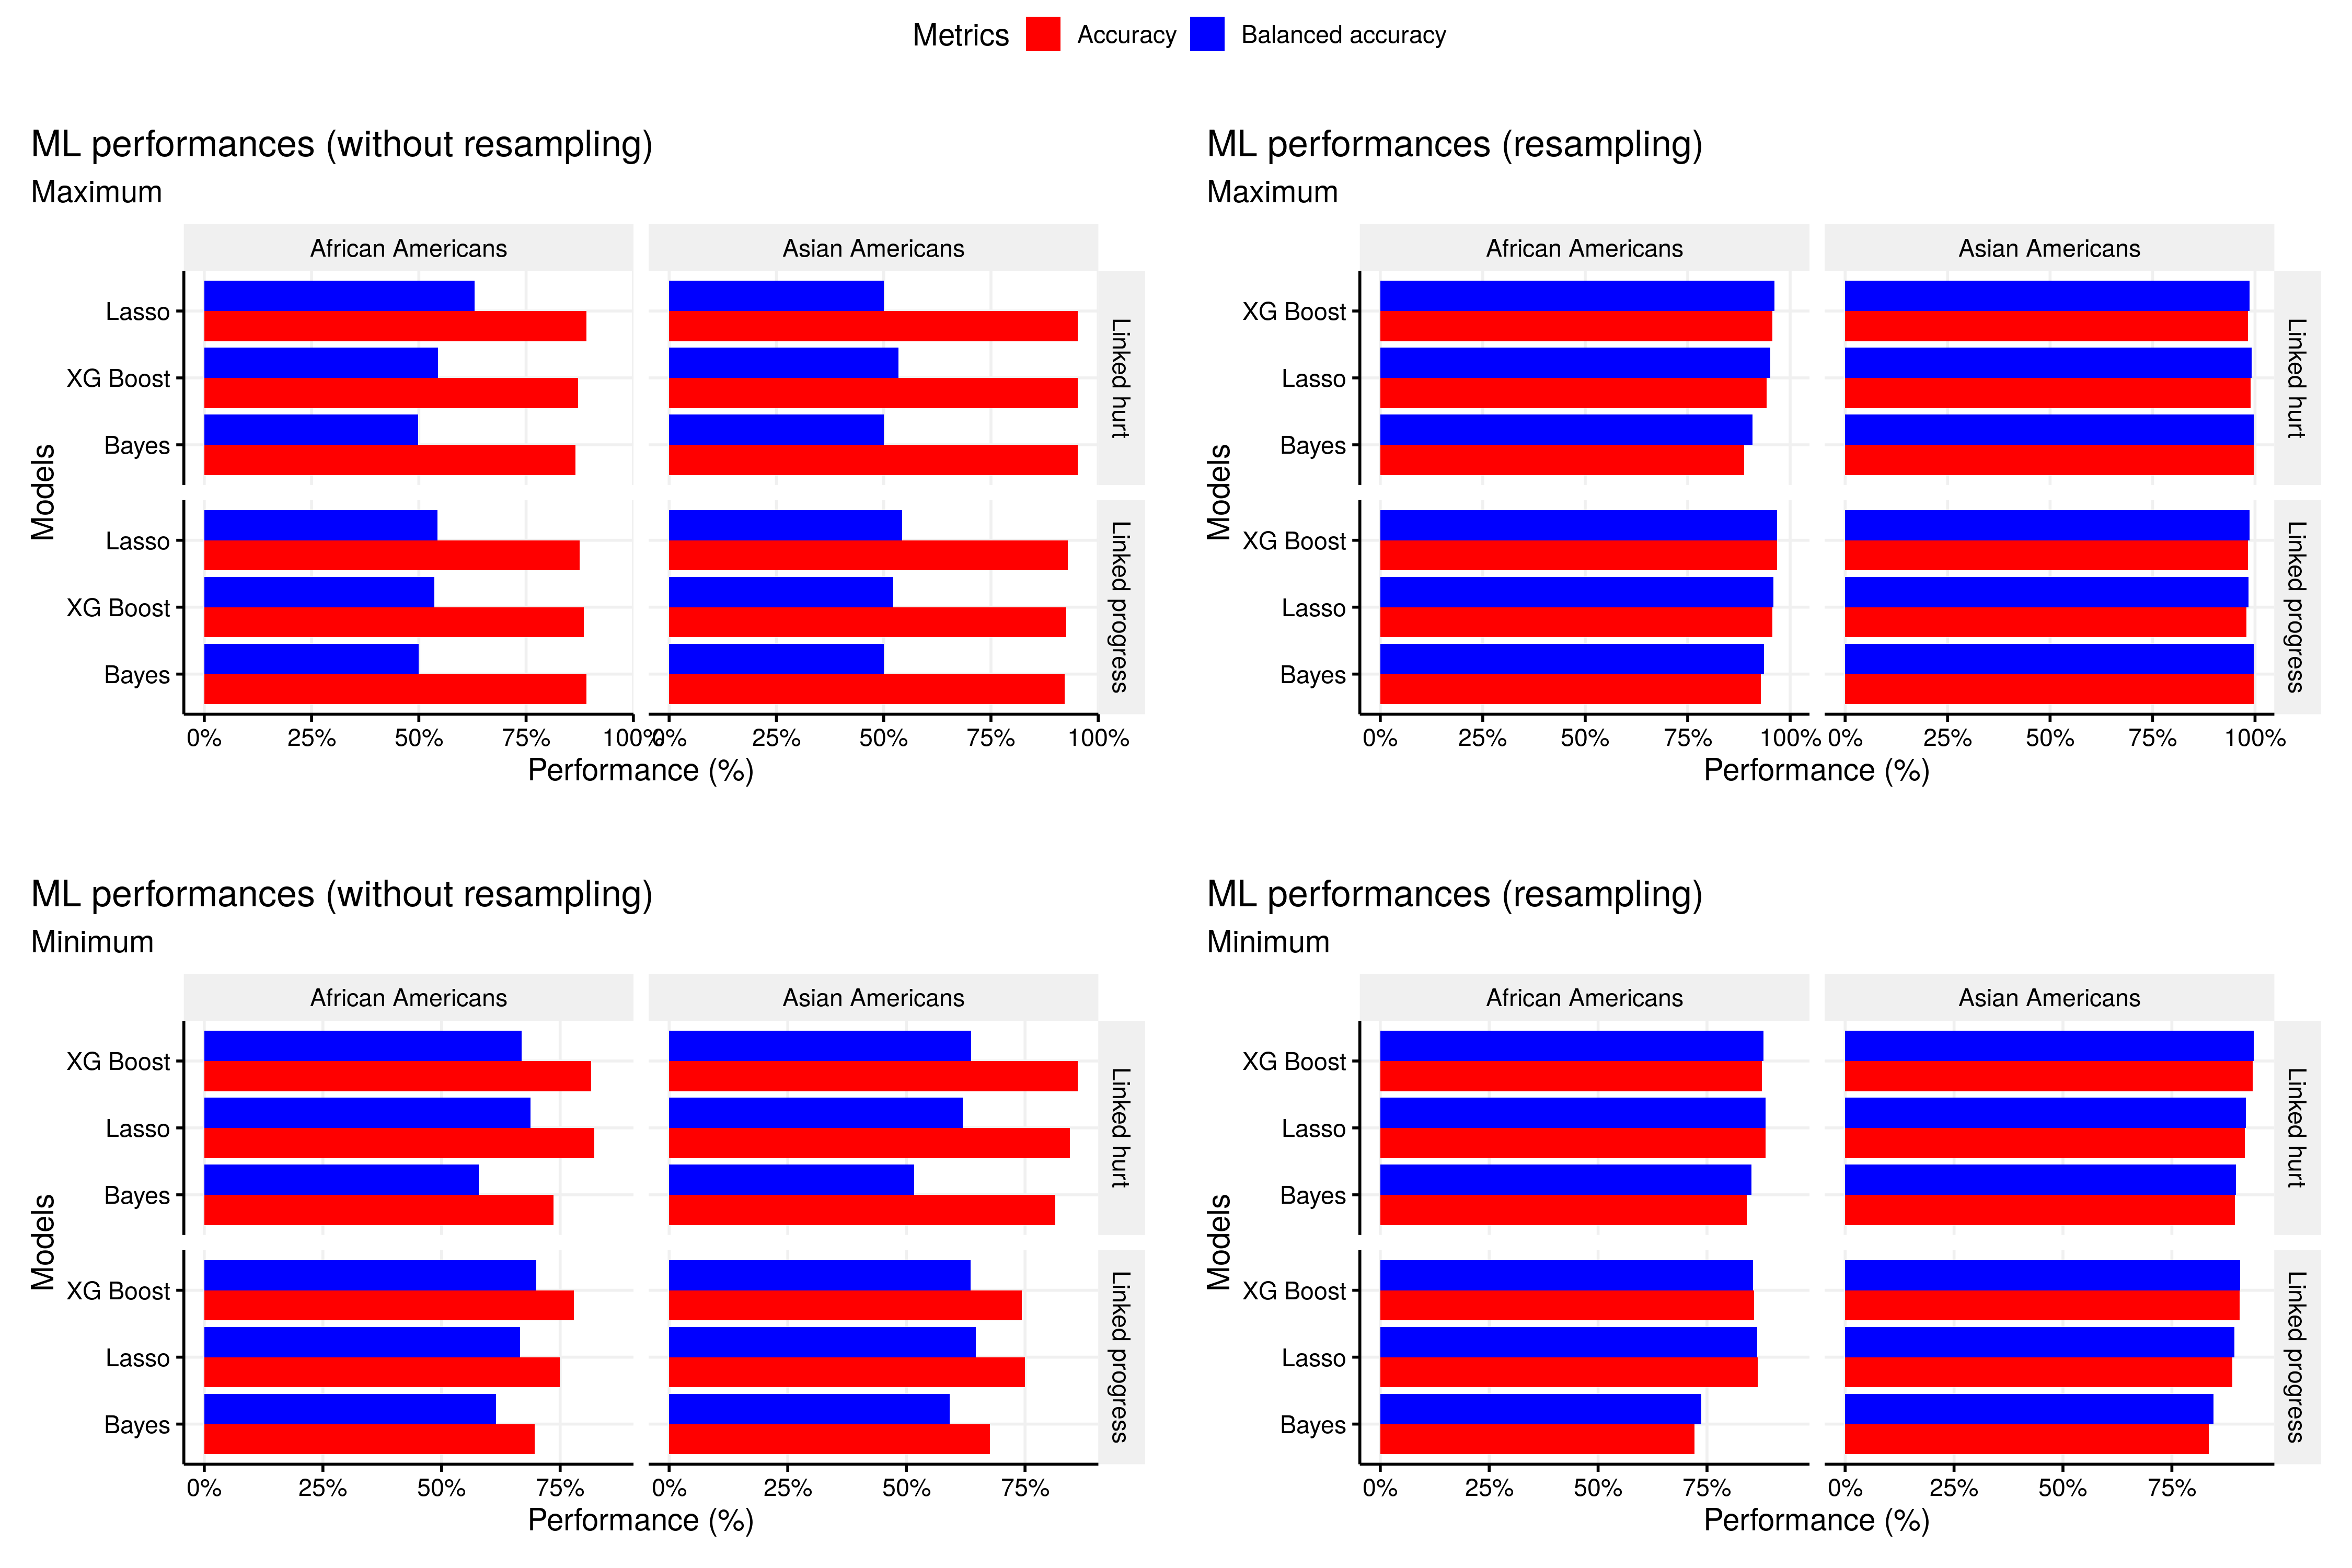 Metrics Accuracy Balanced accuracy
ML performances (without resampling)
Maximum
African Americans Asian Americans
Lasso
XG Boost
Bayes
Linked hurt
Lasso
XG Boost
Bayes
Linked progress
Models
0% 25% 50% 75% 100% 0% 25% 50% 75% 100%
Performance (%)
ML performances (resampling)
Maximum
African Americans Asian Americans
XG Boost
Lasso
Bayes
Linked hurt
XG Boost
Lasso
Bayes
Linked progress
Models
0% 25% 50% 75% 100% 0% 25% 50% 75% 100%
Performance (%)
ML performances (without resampling)
Minimum
African Americans Asian Americans
XG Boost
Lasso
Bayes
Linked hurt
XG Boost
Lasso
Bayes
Linked progress
Models
0% 25% 50% 75% 0% 25% 50% 75%
Performance (%)
ML performances (resampling)
Minimum
African Americans Asian Americans
XG Boost
Lasso
Bayes
Linked hurt
XG Boost
Lasso
Bayes
Linked progress
Models
0% 25% 50% 75% 0% 25% 50% 75%
Performance (%)